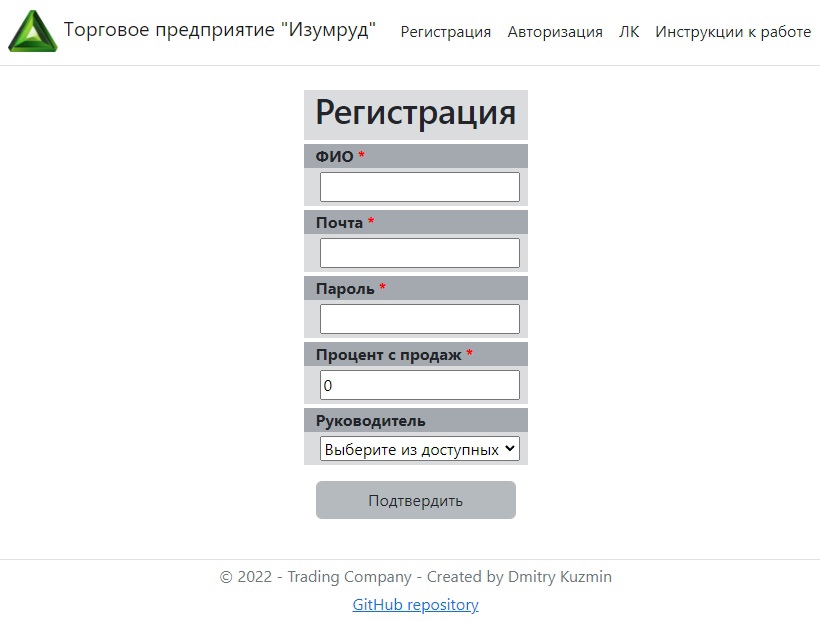 Торговое предприятие "Изумруд" Регистрация Авторизация ЛК Инструкции к работе
Регистрация
ФИО *
Почта *
Пароль *
Процент с продаж *
0
Руководитель
Выберите из доступных
Подтвердить
© 2022 - Trading Company - Created by Dmitry Kuzmin
GitHub repository